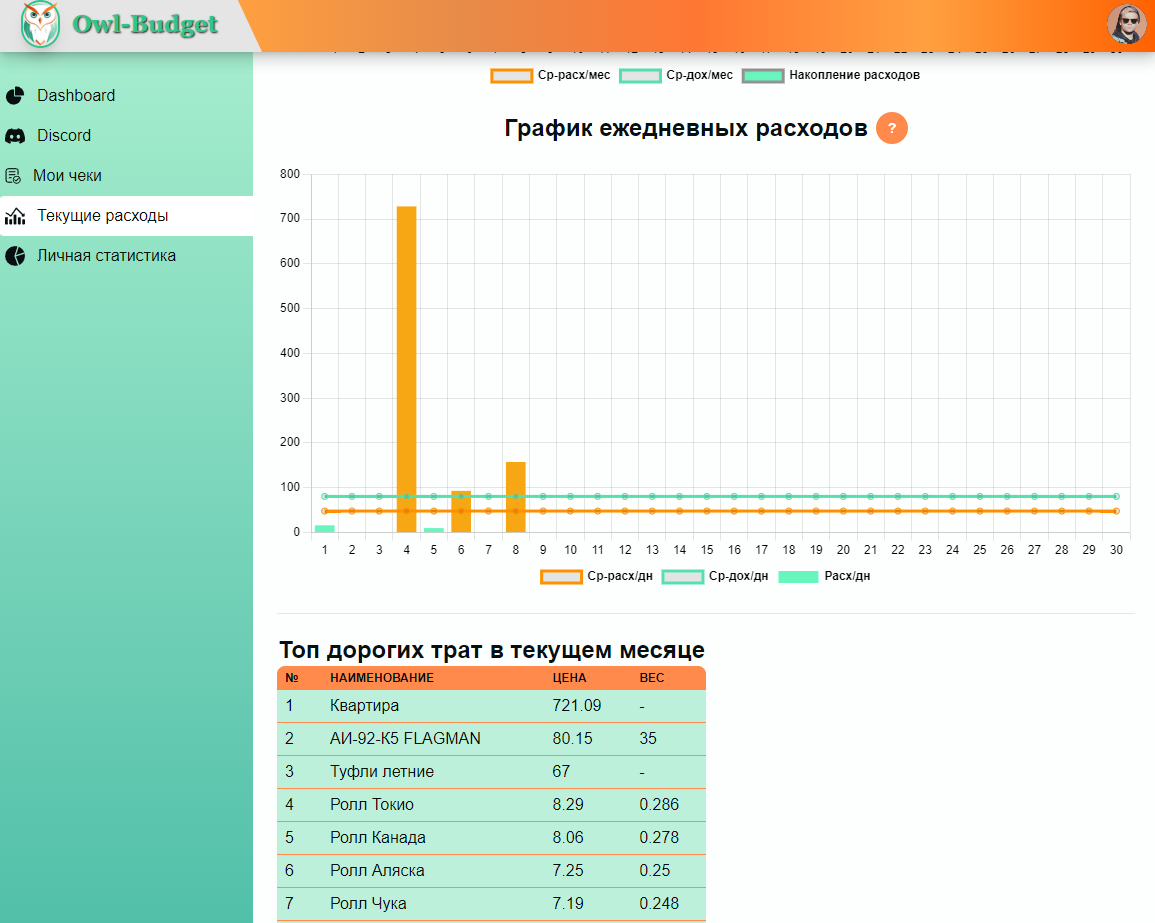 Owl-Budget
Dashboard
Discord
Мои чеки
Текущие расходы
Личная статистика
Ср-расх/мес Ср-дох/мес Накопление расходов
График ежедневных расходов ?
800
700
600
500
400
300
200
100
0
1 2 3 4 5 6 7 8 9 10 11 12 13 14 15 16 17 18 19 20 21 22 23 24 25 26 27 28 29 30
Ср-расх/дн Ср-дох/дн Расх/дн
Топ дорогих трат в текущем месяце
№ НАИМЕНОВАНИЕ ЦЕНА ВЕС
1 Квартира 721.09 -
2 АИ-92-К5 FLAGMAN 80.15 35
3 Туфли летние 67 -
4 Ролл Токио 8.29 0.286
5 Ролл Канада 8.06 0.278
6 Ролл Аляска 7.25 0.25
7 Ролл Чука 7.19 0.248